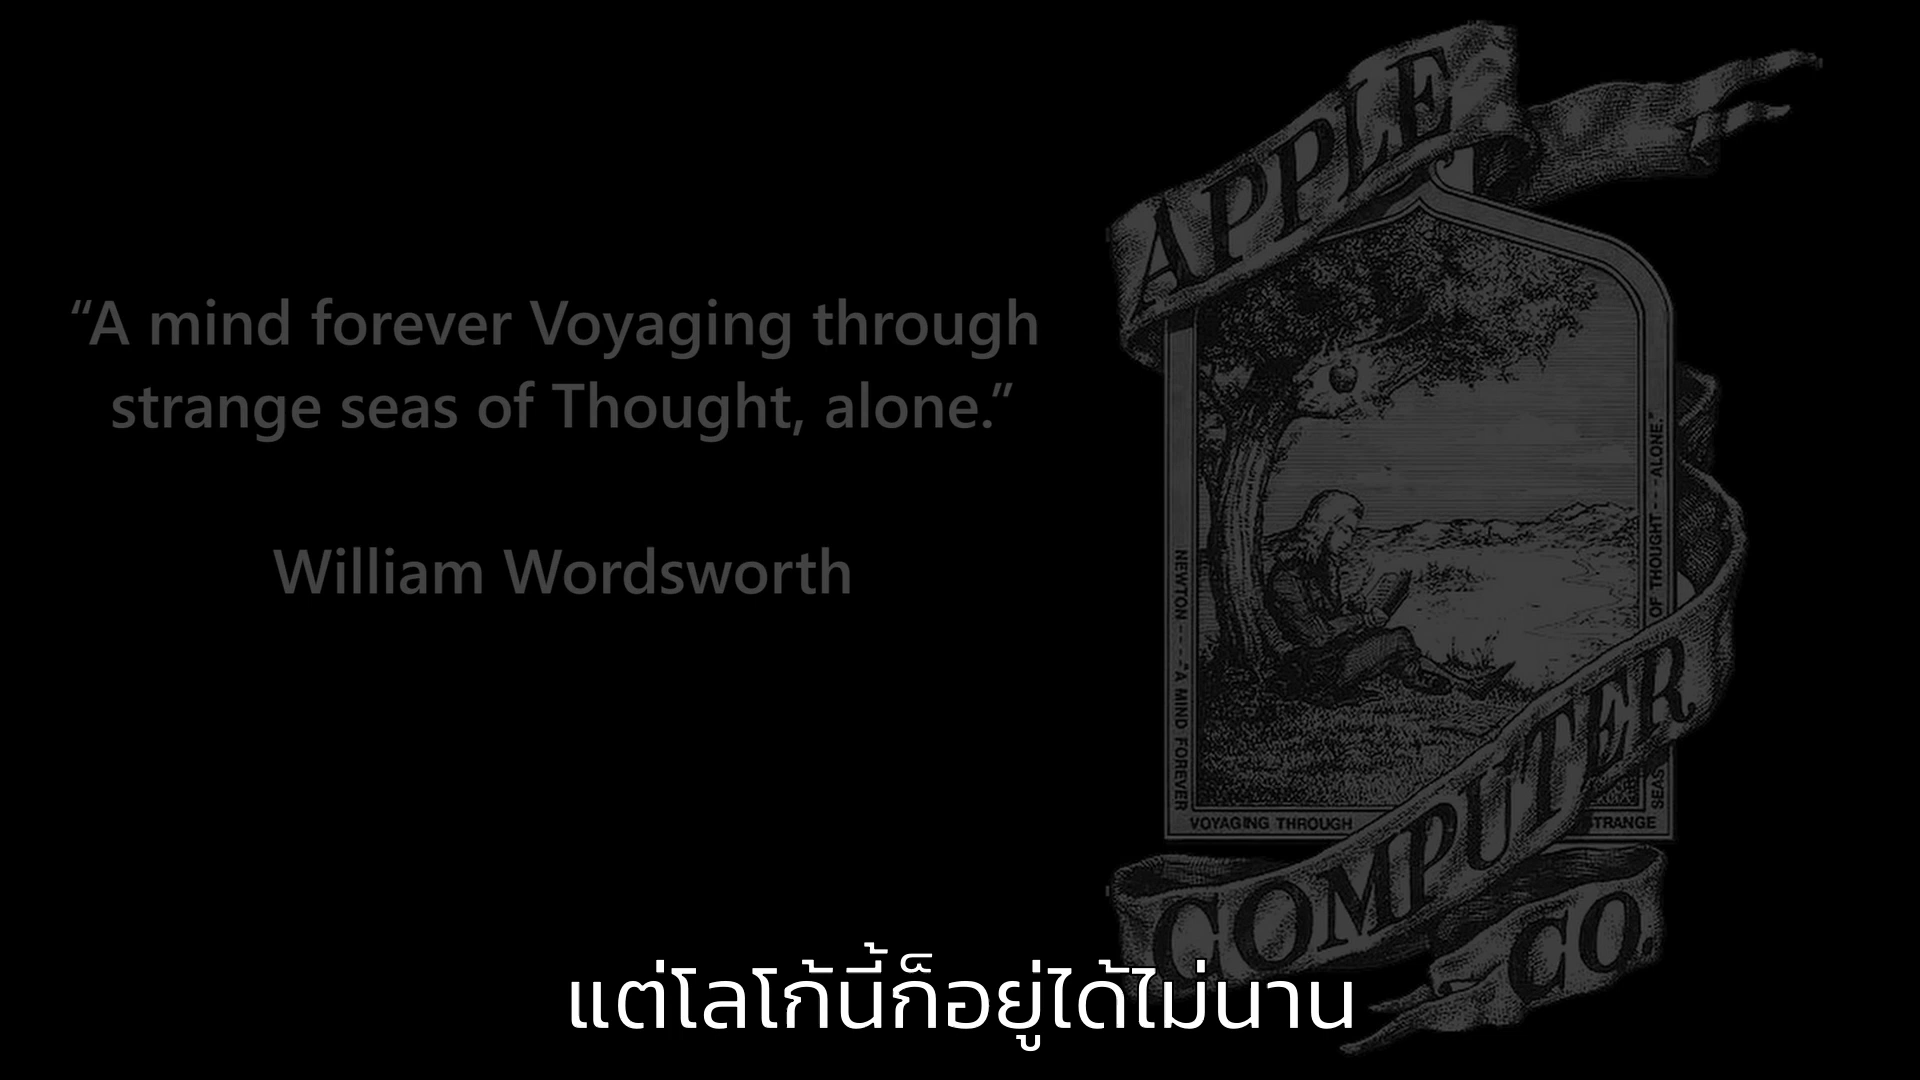 “A mind forever Voyaging through
strange seas of Thought, alone.”
William Wordsworth
APPLE
NEWTON - - - “A MIND FOREVER
VOYAGING THROUGH
STRANGE
SEAS
OF THOUGHT - - - ALONE.”
COMPUTER
CO.
แต่โลโก้นี้ก็อยู่ได้ไม่นาน